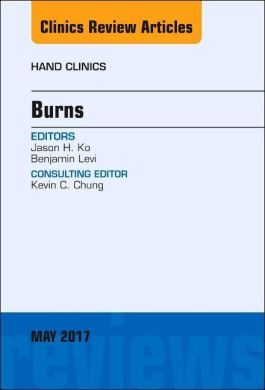 Clinics Review Articles
HAND CLINICS
Burns
EDITORS
Jason H. Ko
Benjamin Levi
CONSULTING EDITOR
Kevin C. Chung
MAY 2017
reviews